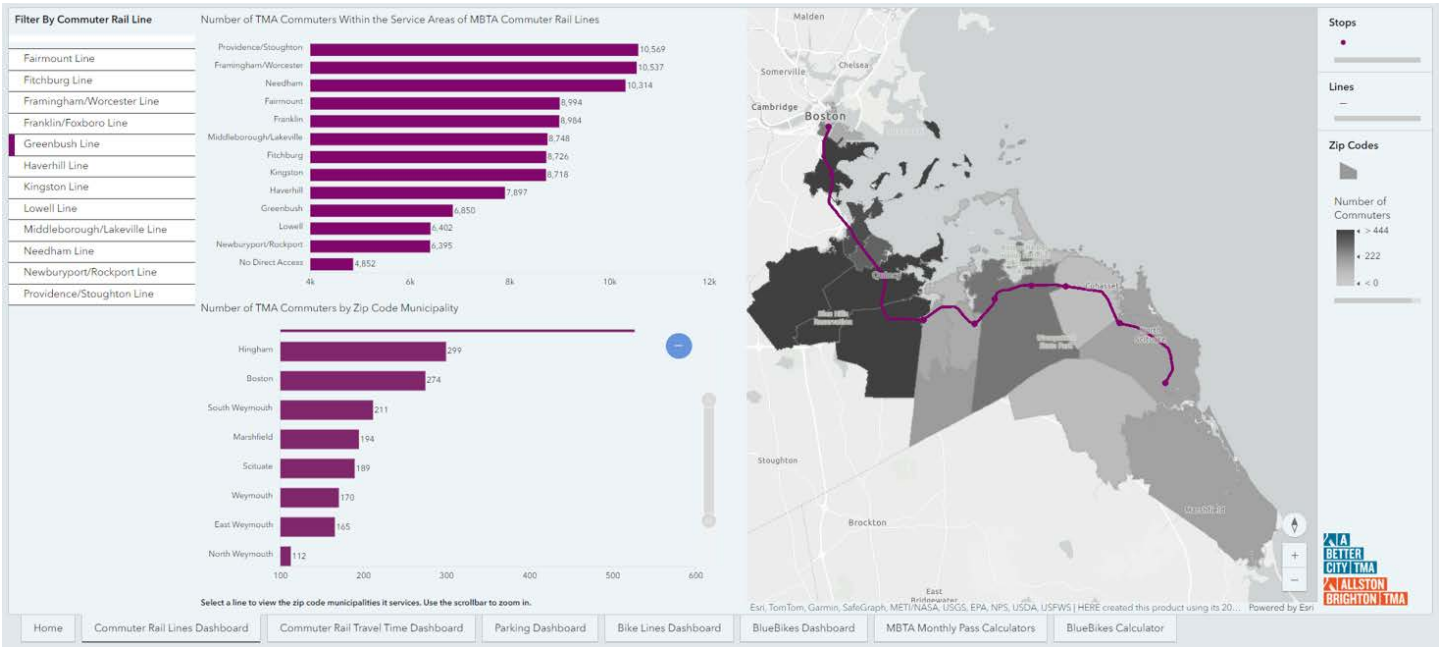 Filter By Commuter Rail Line
Fairmount Line
Fitchburg Line
Framingham/Worcester Line
Franklin/Foxboro Line
Greenbush Line
Haverhill Line
Kingston Line
Lowell Line
Middleborough/Lakeville Line
Needham Line
Newburyport/Rockport Line
Providence/Stoughton Line
Number of TMA Commuters Within the Service Areas of MBTA Commuter Rail Lines
Providence/Stoughton 10,569
Framingham/Worcester 10,537
Needham 10,314
Fairmount 8,994
Franklin 8,984
Middleborough/Lakeville 8,748
Fitchburg 8,726
Kingston 8,718
Haverhill 7,897
Greenbush 6,850
Lowell 6,402
Newburyport/Rockport 6,395
No Direct Access 4,852
4k 6k 8k 10k 12k
Number of TMA Commuters by Zip Code Municipality
Hingham 299
Boston 274
South Weymouth 211
Marshfield 194
Scituate 189
Weymouth 170
East Weymouth 165
North Weymouth 112
100 200 300 400 500 600
Select a line to view the zip code municipalities it services. Use the scrollbar to zoom in.
Malden
Chelsea
Somerville
Cambridge
Boston
Quincy
Cohasset
Blue Hills
Reservation
Stoughton
Marshfield
Brockton
East
Bridgewater
Esri, TomTom, Garmin, SafeGraph, METI/NASA, USGS, EPA, NPS, USDA, USFWS | HERE created this product using its 20... Powered by Esri
Stops
Lines
Zip Codes
Number of
Commuters
> 444
222
< 0
+
−
A
BETTER
CITY TMA
ALLSTON
BRIGHTON TMA
Home
Commuter Rail Lines Dashboard
Commuter Rail Travel Time Dashboard
Parking Dashboard
Bike Lines Dashboard
BlueBikes Dashboard
MBTA Monthly Pass Calculators
BlueBikes Calculator